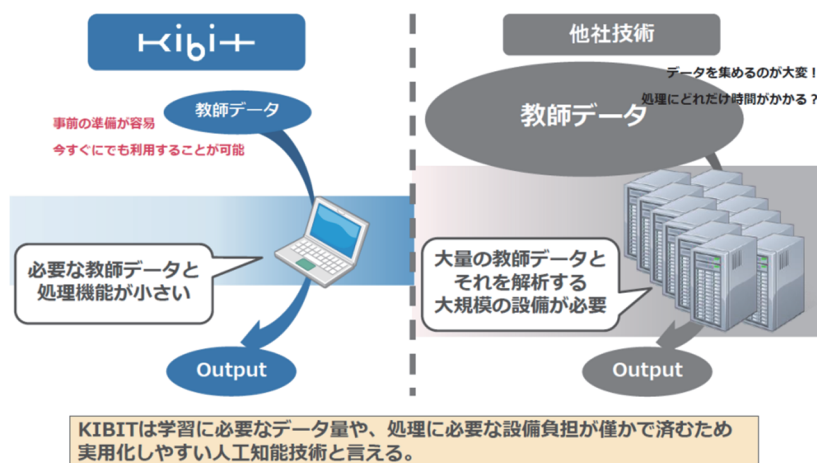 Kibit
他社技術
データを集めるのが大変！
処理にどれだけ時間がかかる？
教師データ
教師データ
事前の準備が容易
今すぐにでも利用することが可能
必要な教師データと
処理機能が小さい
大量の教師データと
それを解析する
大規模の設備が必要
Output
Output
KIBITは学習に必要なデータ量や、処理に必要な設備負担が僅かで済むため
実用化しやすい人工知能技術と言える。